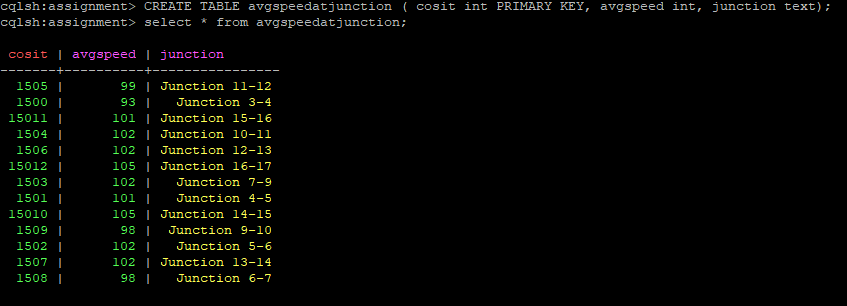 cqlsh:assignment> CREATE TABLE avgspeedatjunction ( cosit int PRIMARY KEY, avgspeed int, junction text);
cqlsh:assignment> select * from avgspeedatjunction;
 cosit | avgspeed | junction
-------+----------+----------------
  1505 |       99 | Junction 11-12
  1500 |       93 |   Junction 3-4
 15011 |      101 | Junction 15-16
  1504 |      102 | Junction 10-11
  1506 |      102 | Junction 12-13
 15012 |      105 | Junction 16-17
  1503 |      102 |   Junction 7-9
  1501 |      101 |   Junction 4-5
 15010 |      105 | Junction 14-15
  1509 |       98 |  Junction 9-10
  1502 |      102 |   Junction 5-6
  1507 |      102 | Junction 13-14
  1508 |       98 |   Junction 6-7